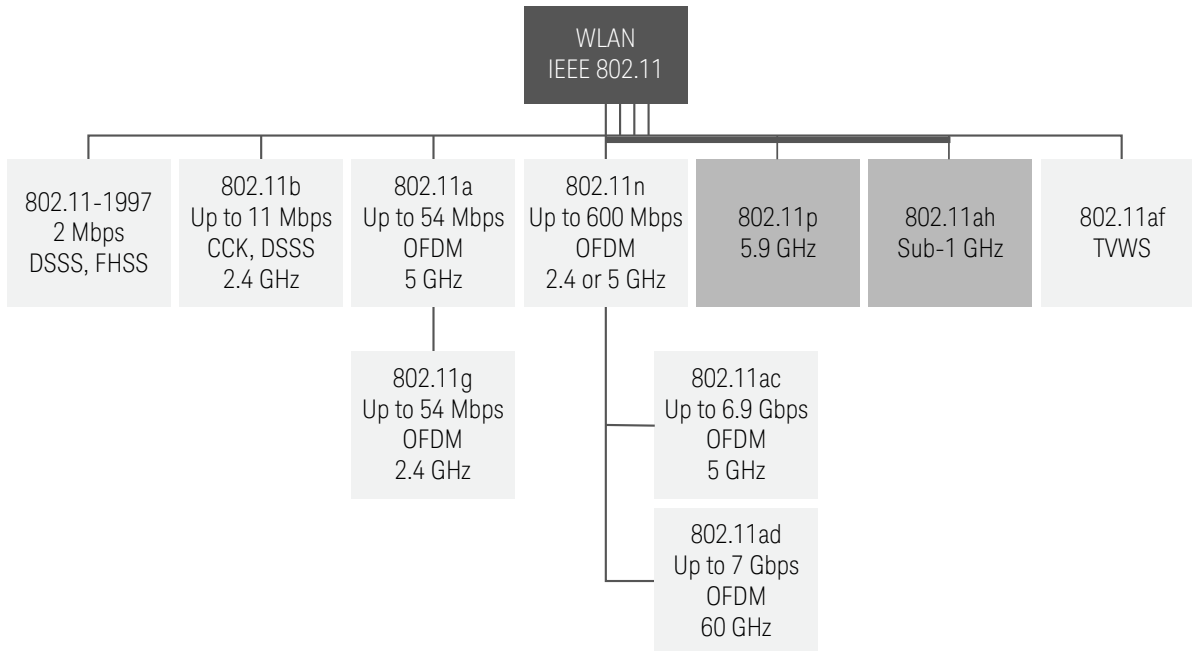 WLAN
IEEE 802.11
802.11-1997
2 Mbps
DSSS, FHSS
802.11b
Up to 11 Mbps
CCK, DSSS
2.4 GHz
802.11a
Up to 54 Mbps
OFDM
5 GHz
802.11n
Up to 600 Mbps
OFDM
2.4 or 5 GHz
802.11p
5.9 GHz
802.11ah
Sub-1 GHz
802.11af
TVWS
802.11g
Up to 54 Mbps
OFDM
2.4 GHz
802.11ac
Up to 6.9 Gbps
OFDM
5 GHz
802.11ad
Up to 7 Gbps
OFDM
60 GHz